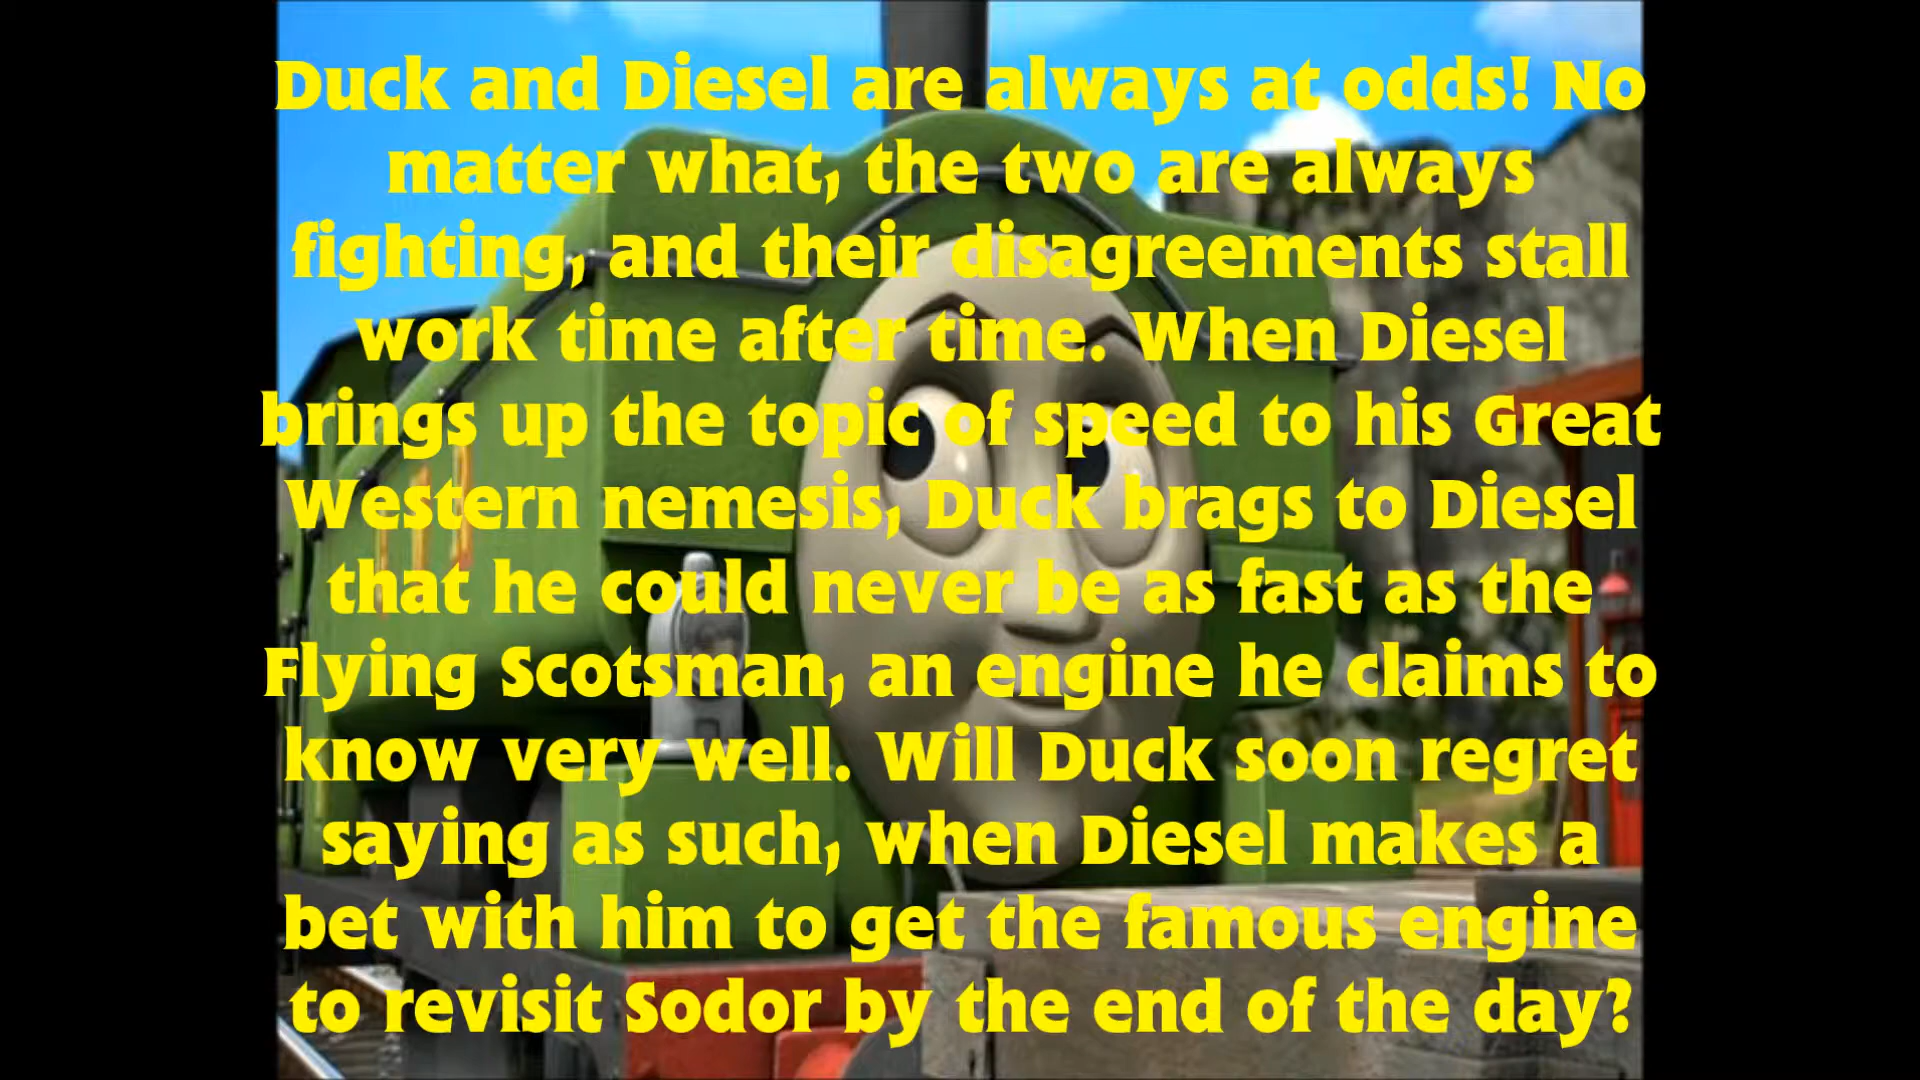 Duck and Diesel are always at odds! No
matter what, the two are always
fighting, and their disagreements stall
work time after time. When Diesel
brings up the topic of speed to his Great
Western nemesis, Duck brags to Diesel
that he could never be as fast as the
Flying Scotsman, an engine he claims to
know very well. Will Duck soon regret
saying as such, when Diesel makes a
bet with him to get the famous engine
to revisit Sodor by the end of the day?